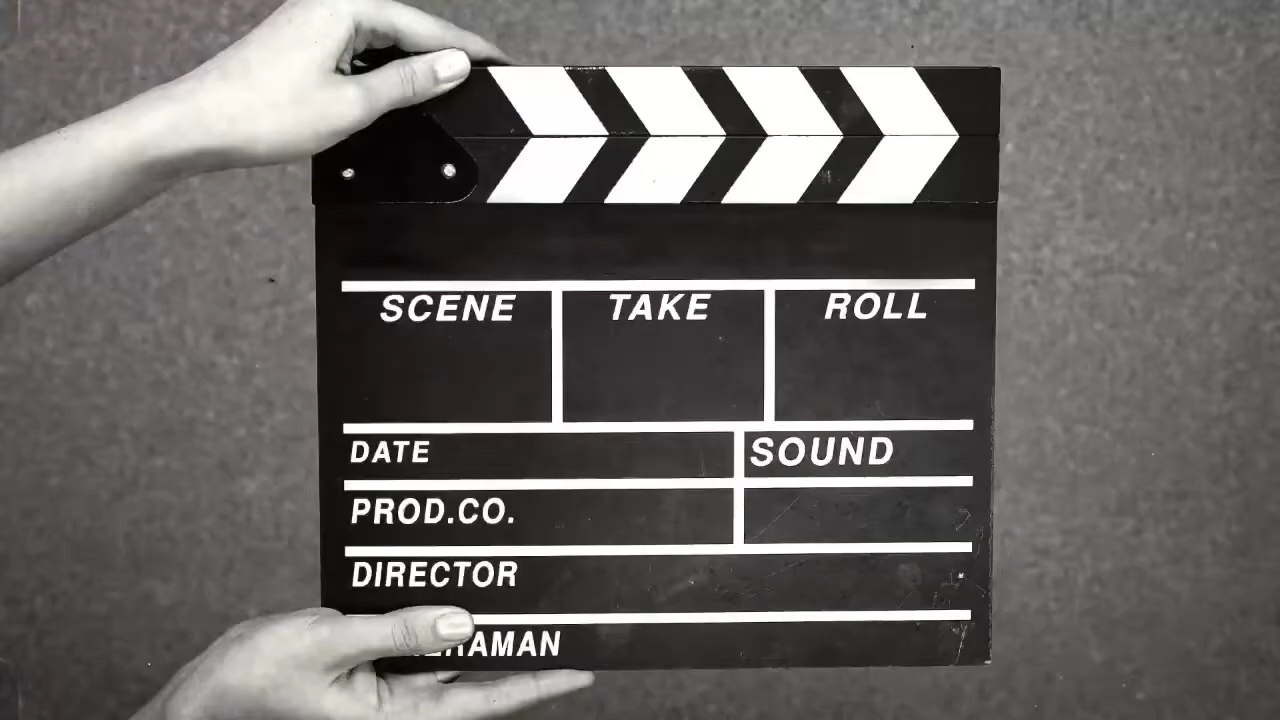 SCENE TAKE ROLL
DATE SOUND
PROD.CO.
DIRECTOR